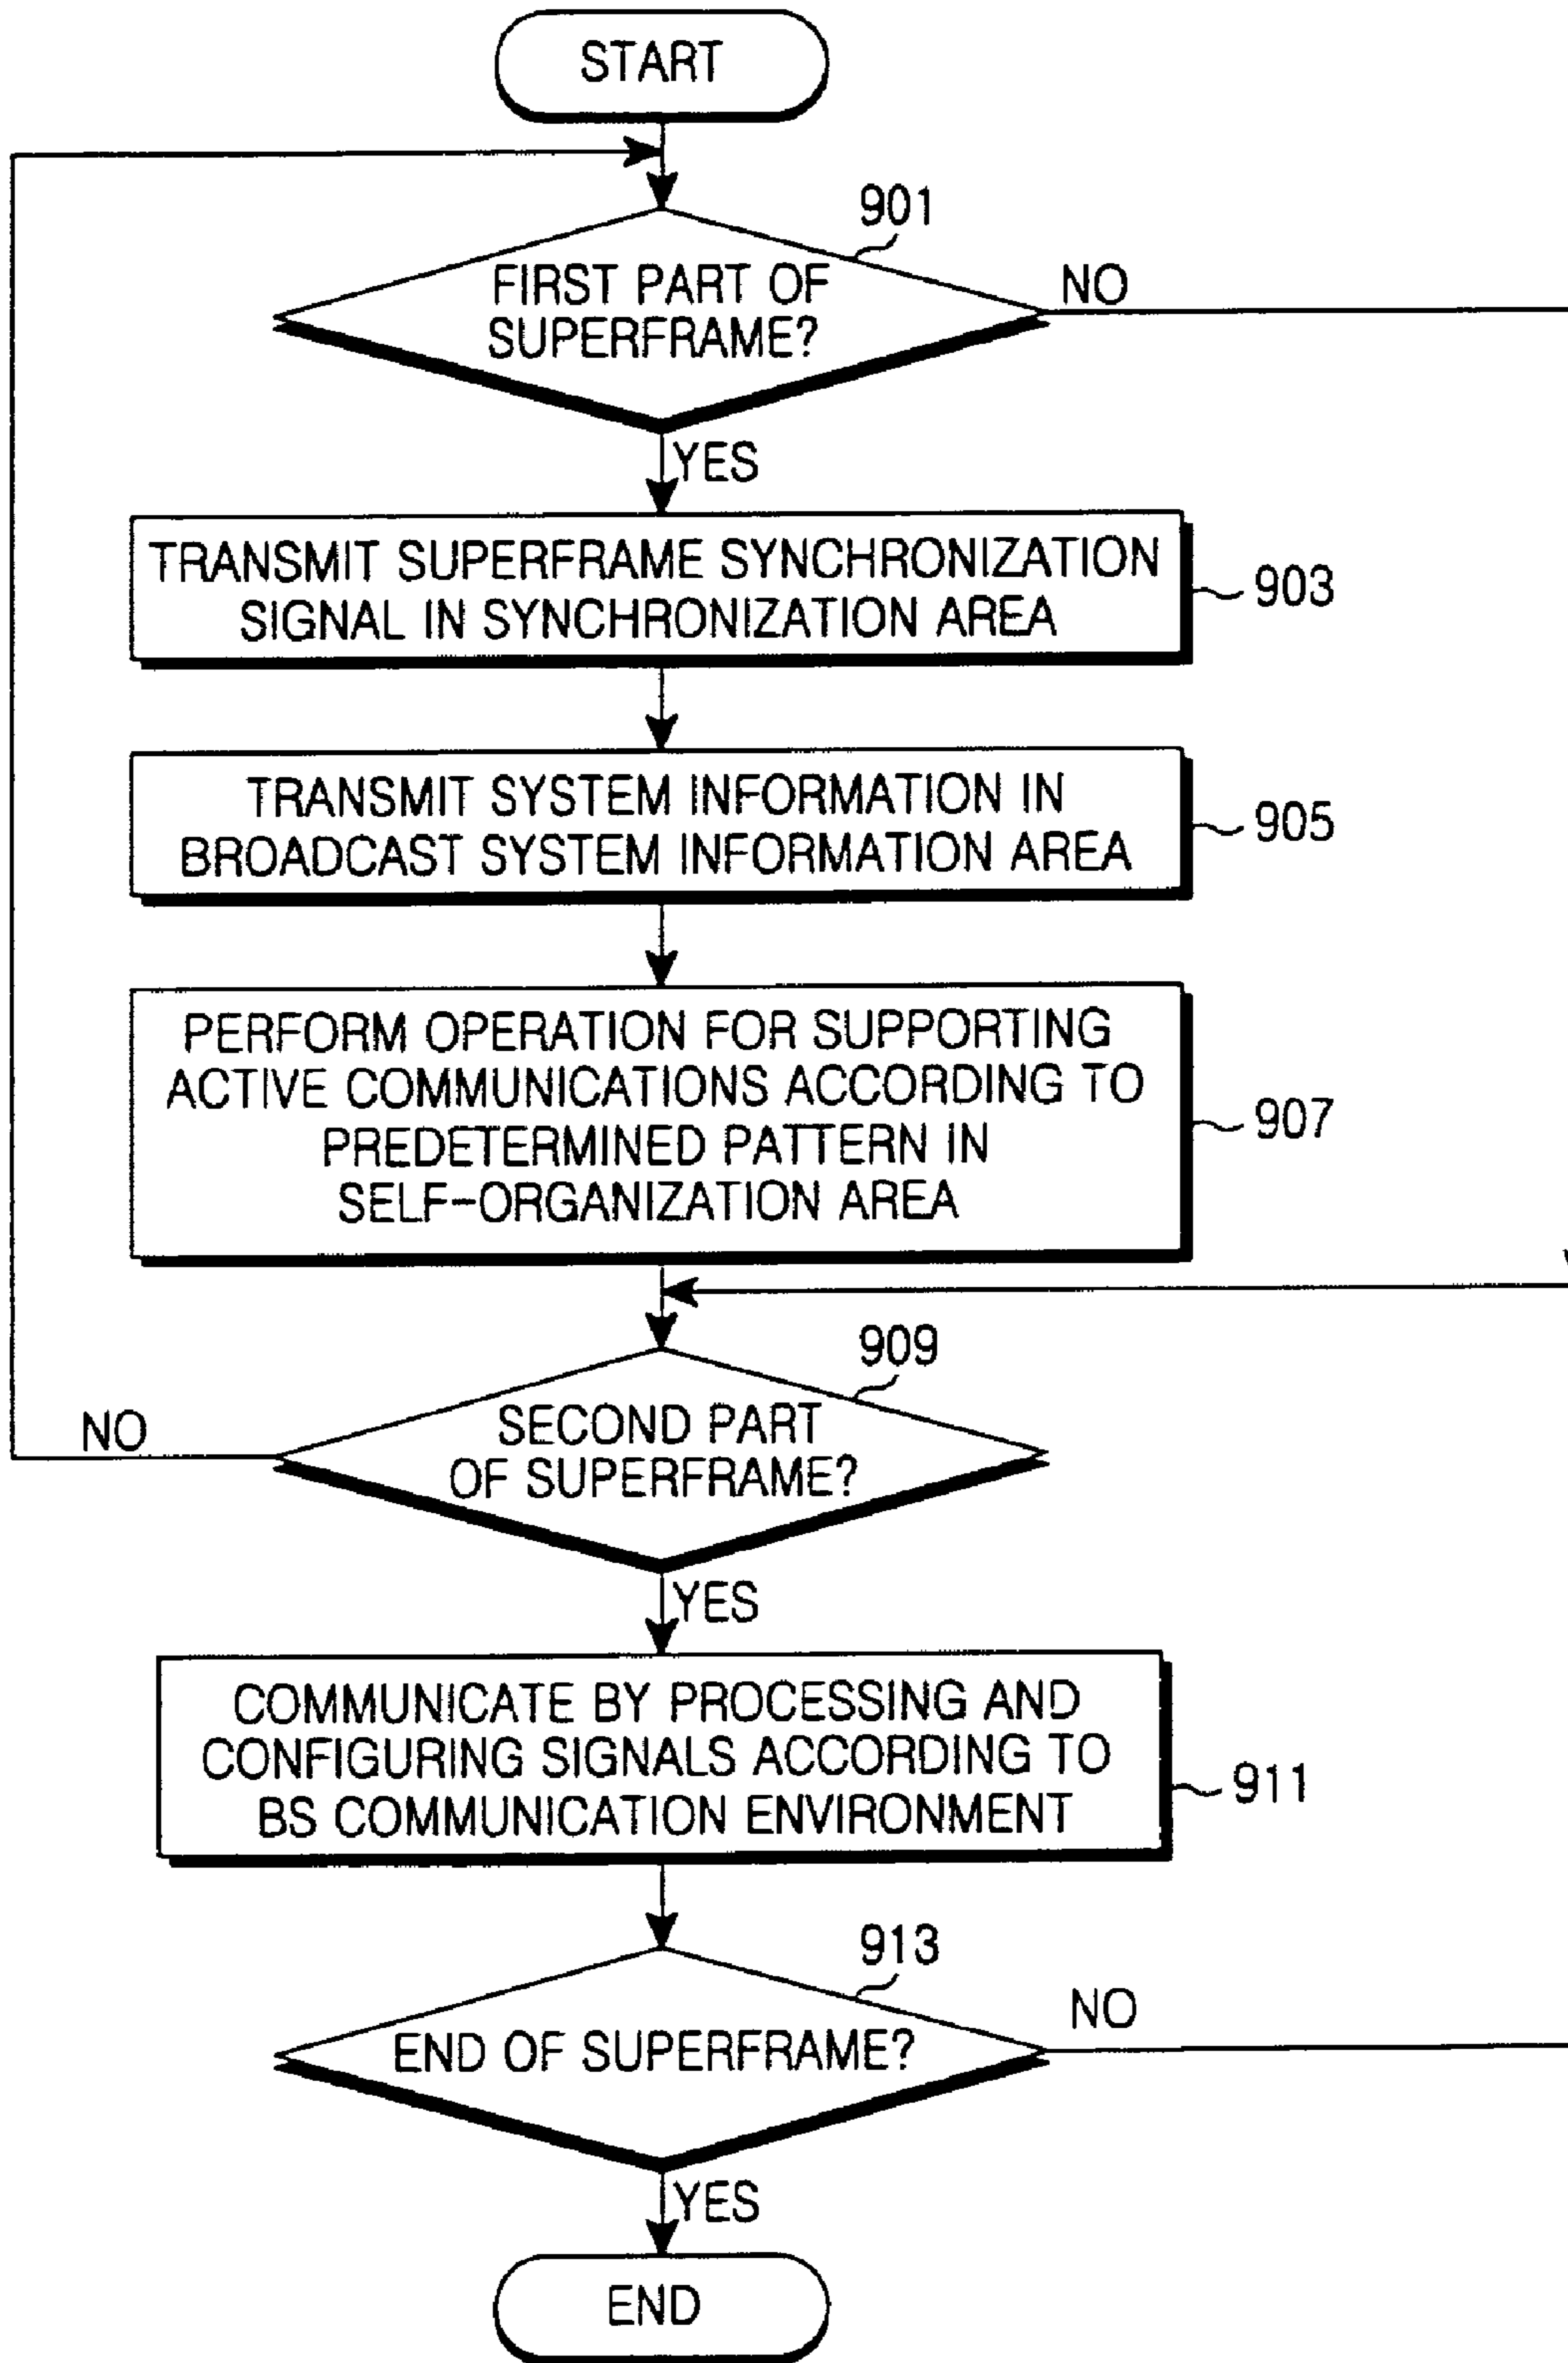 START
901
FIRST PART OF
SUPERFRAME?
NO
YES
TRANSMIT SUPERFRAME SYNCHRONIZATION
SIGNAL IN SYNCHRONIZATION AREA
903
TRANSMIT SYSTEM INFORMATION IN
BROADCAST SYSTEM INFORMATION AREA
905
PERFORM OPERATION FOR SUPPORTING
ACTIVE COMMUNICATIONS ACCORDING TO
PREDETERMINED PATTERN IN
SELF-ORGANIZATION AREA
907
909
SECOND PART
OF SUPERFRAME?
NO
YES
COMMUNICATE BY PROCESSING AND
CONFIGURING SIGNALS ACCORDING TO
BS COMMUNICATION ENVIRONMENT
911
913
END OF SUPERFRAME?
NO
YES
END